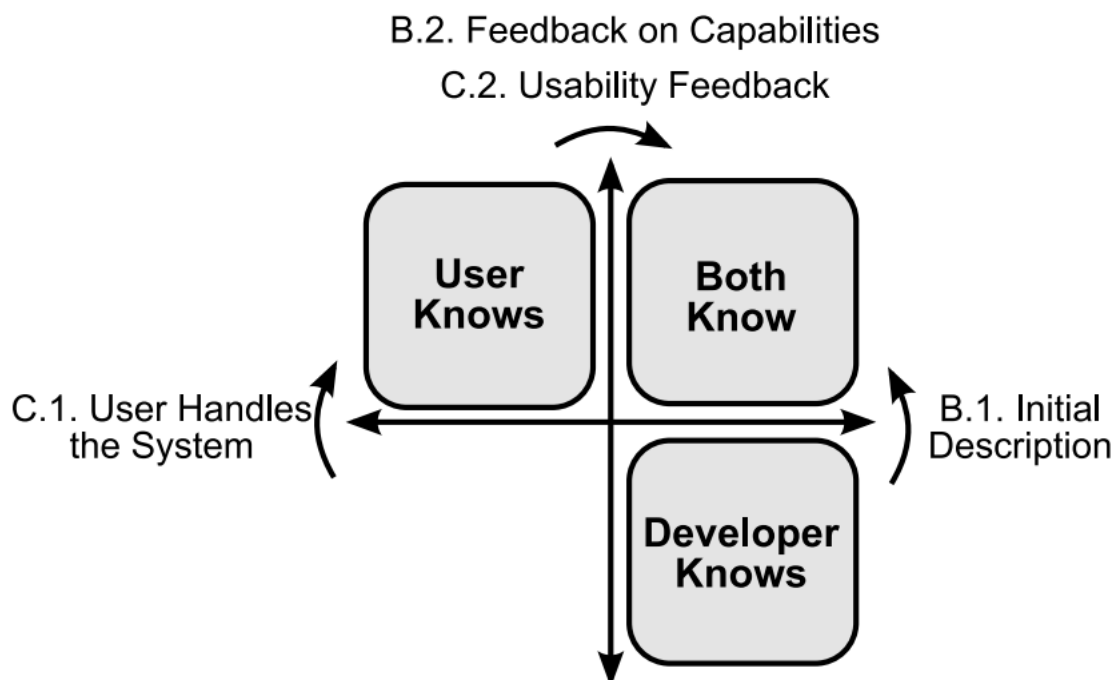 B.2. Feedback on Capabilities
C.2. Usability Feedback
User
Knows
Both
Know
C.1. User Handles
the System
B.1. Initial
Description
Developer
Knows